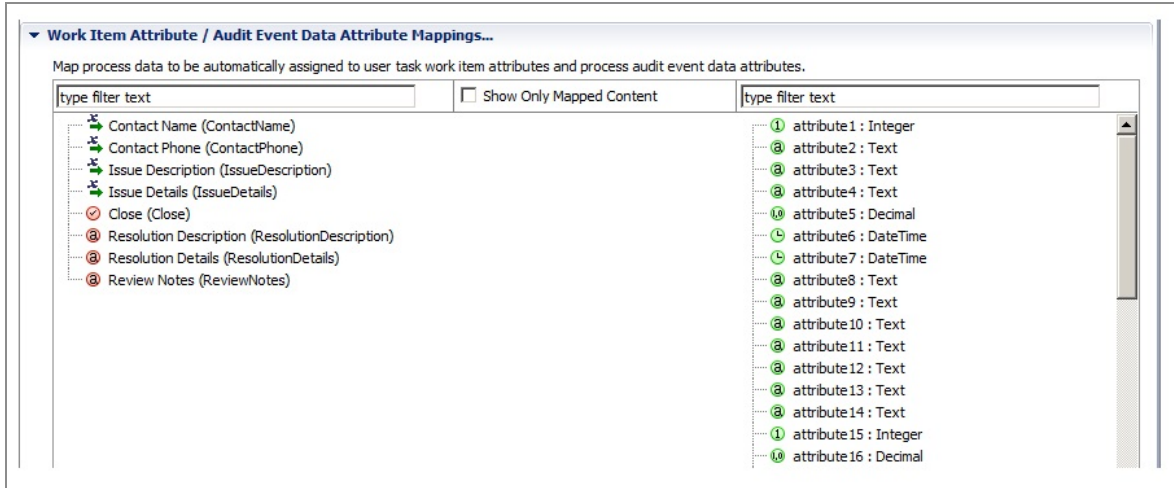 Work Item Attribute / Audit Event Data Attribute Mappings...
Map process data to be automatically assigned to user task work item attributes and process audit event data attributes.
type filter text
Show Only Mapped Content
type filter text
Contact Name (ContactName)
Contact Phone (ContactPhone)
Issue Description (IssueDescription)
Issue Details (IssueDetails)
Close (Close)
Resolution Description (ResolutionDescription)
Resolution Details (ResolutionDetails)
Review Notes (ReviewNotes)
attribute1 : Integer
attribute2 : Text
attribute3 : Text
attribute4 : Text
attribute5 : Decimal
attribute6 : DateTime
attribute7 : DateTime
attribute8 : Text
attribute9 : Text
attribute10 : Text
attribute11 : Text
attribute12 : Text
attribute13 : Text
attribute14 : Text
attribute15 : Integer
attribute16 : Decimal